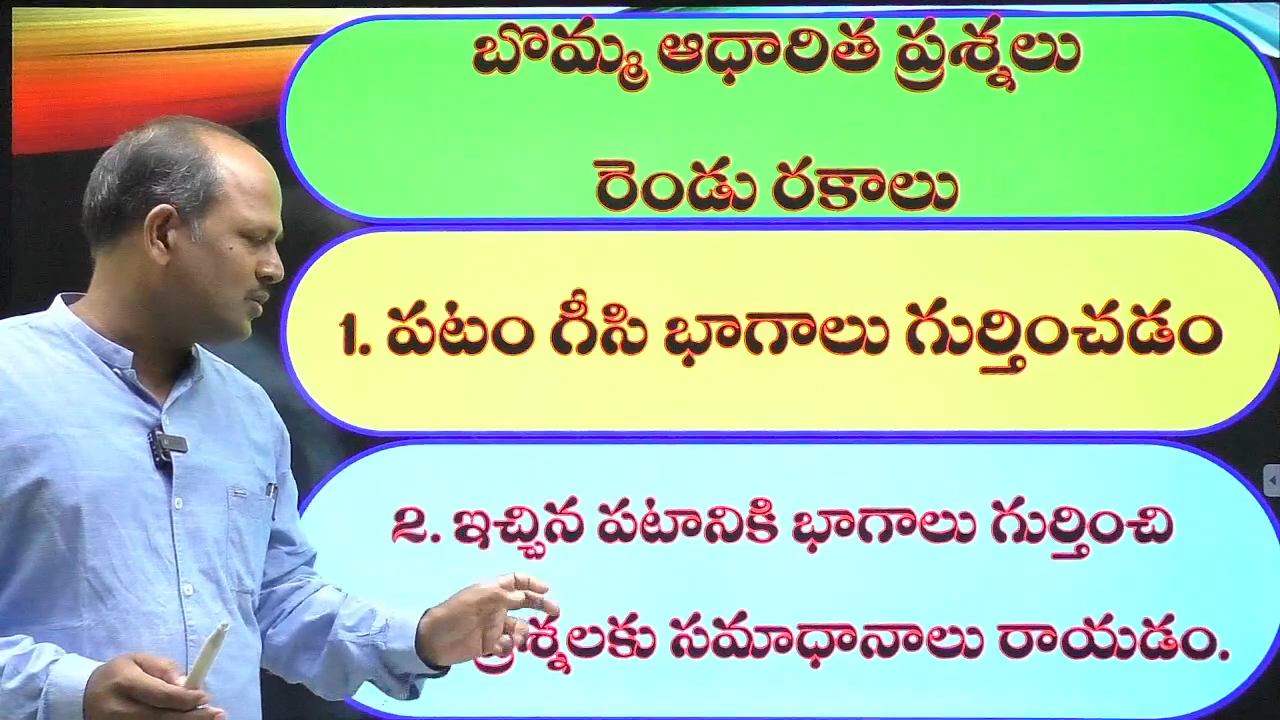 బొమ్మ ఆధారిత ప్రశ్నలు
రెండు రకాలు
1. పటం గీసి భాగాలు గుర్తించడం
2. ఇచ్చిన పటానికి భాగాలు గుర్తించి
ప్రశ్నలకు సమాధానాలు రాయడం.